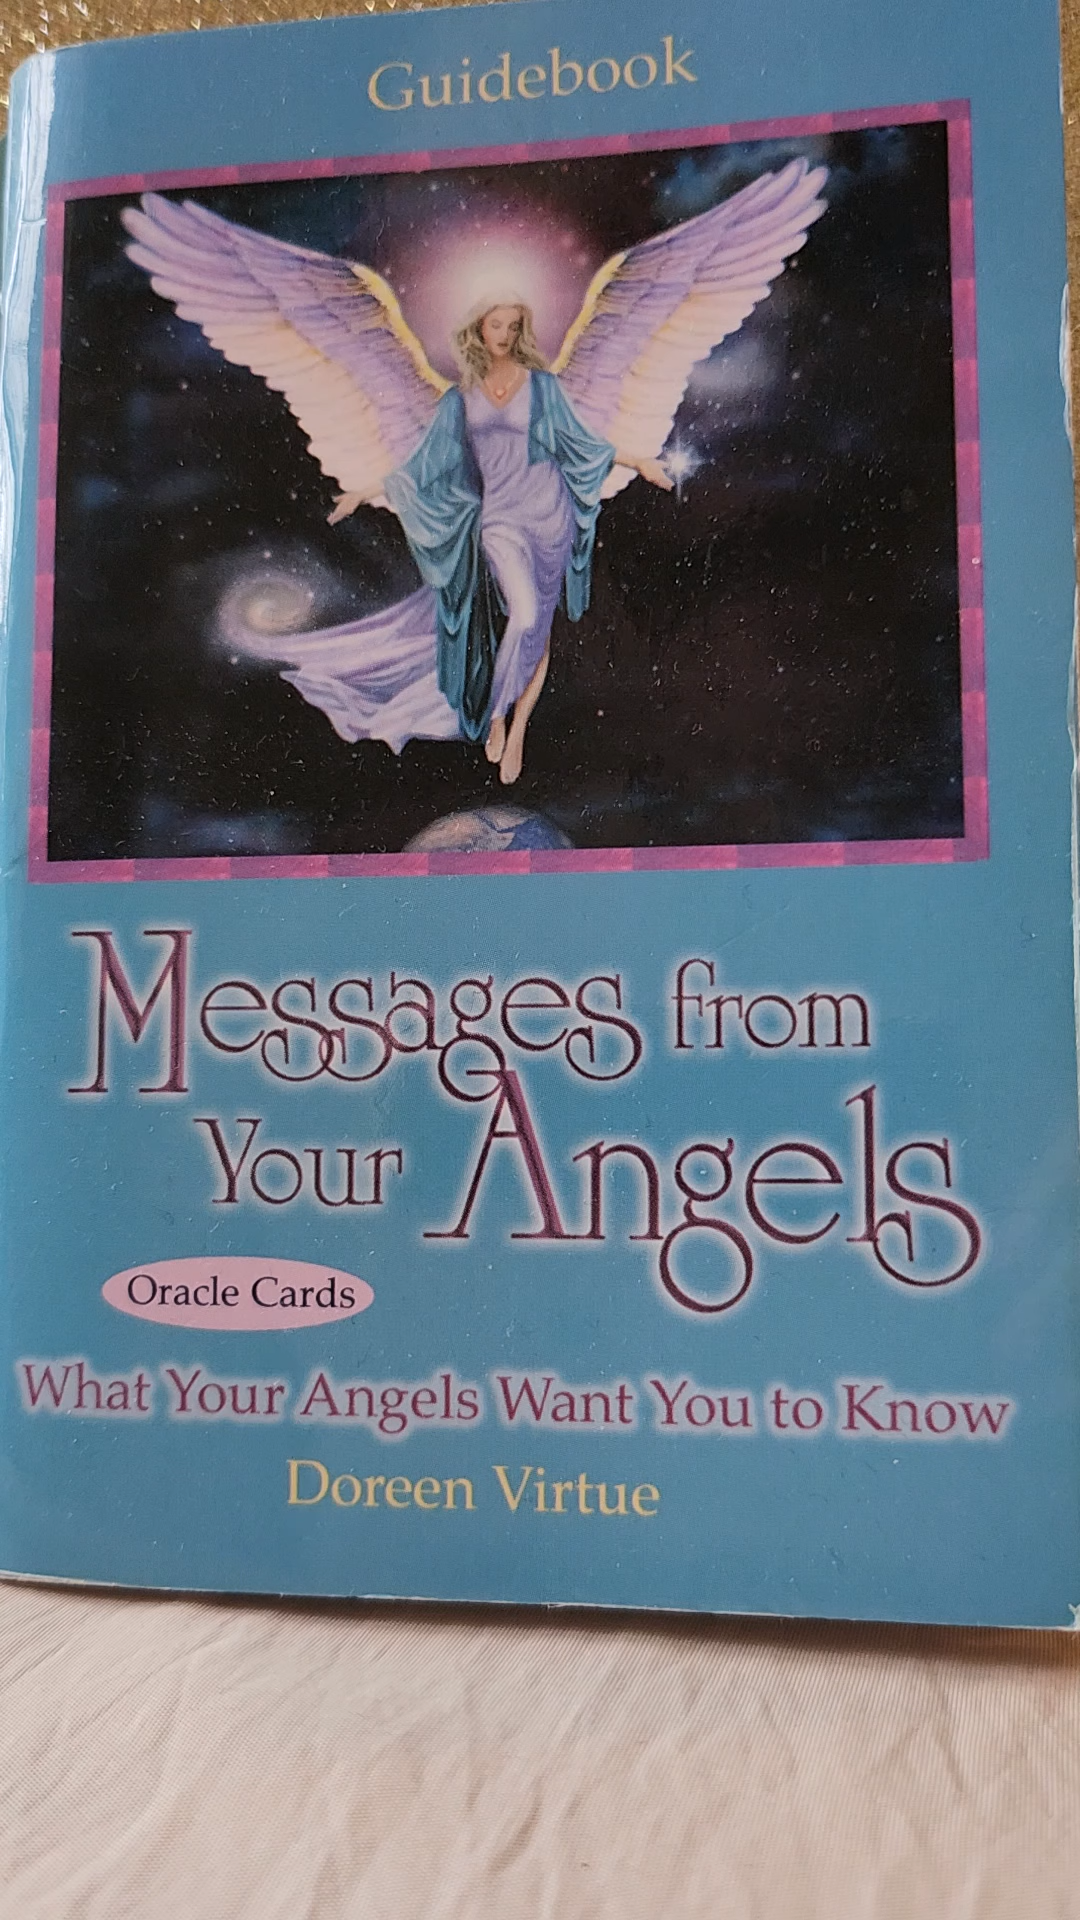 Guidebook
Messages from
Your Angels
Oracle Cards
What Your Angels Want You to Know
Doreen Virtue